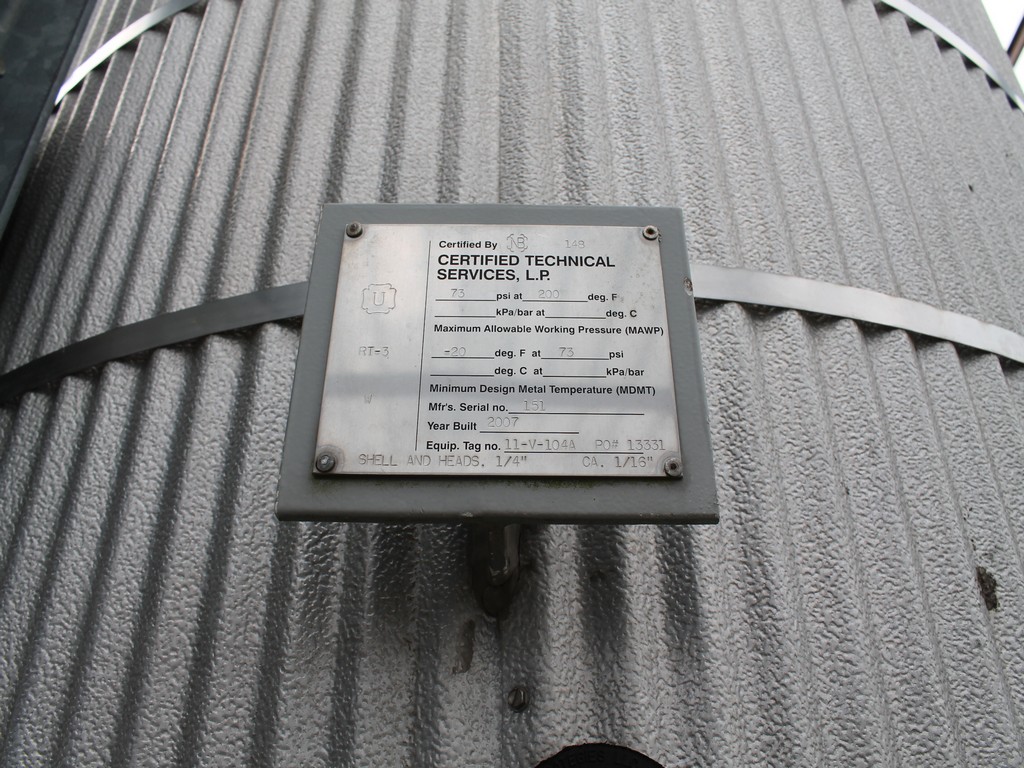 Certified By NB 148
CERTIFIED TECHNICAL
SERVICES, L.P.
73 psi at 200 deg. F
kPa/bar at deg. C
Maximum Allowable Working Pressure (MAWP)
-20 deg. F at 73 psi
deg. C at kPa/bar
Minimum Design Metal Temperature (MDMT)
Mfr's. Serial no. 151
Year Built 2007
Equip. Tag no. 11-V-104A PO# 13331
SHELL AND HEADS. 1/4" CA. 1/16"
U
RT-3
W